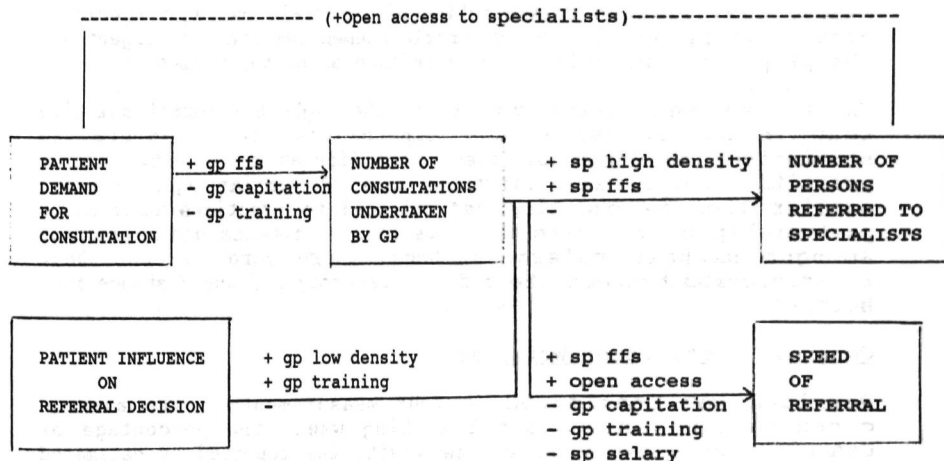 (+Open access to specialists)
PATIENT
DEMAND
FOR
CONSULTATION
+ gp ffs
- gp capitation
- gp training
NUMBER OF
CONSULTATIONS
UNDERTAKEN
BY GP
+ sp high density
+ sp ffs
-
NUMBER OF
PERSONS
REFERRED TO
SPECIALISTS
PATIENT INFLUENCE
ON
REFERRAL DECISION
+ gp low density
+ gp training
-
+ sp ffs
+ open access
- gp capitation
- gp training
- sp salary
SPEED
OF
REFERRAL